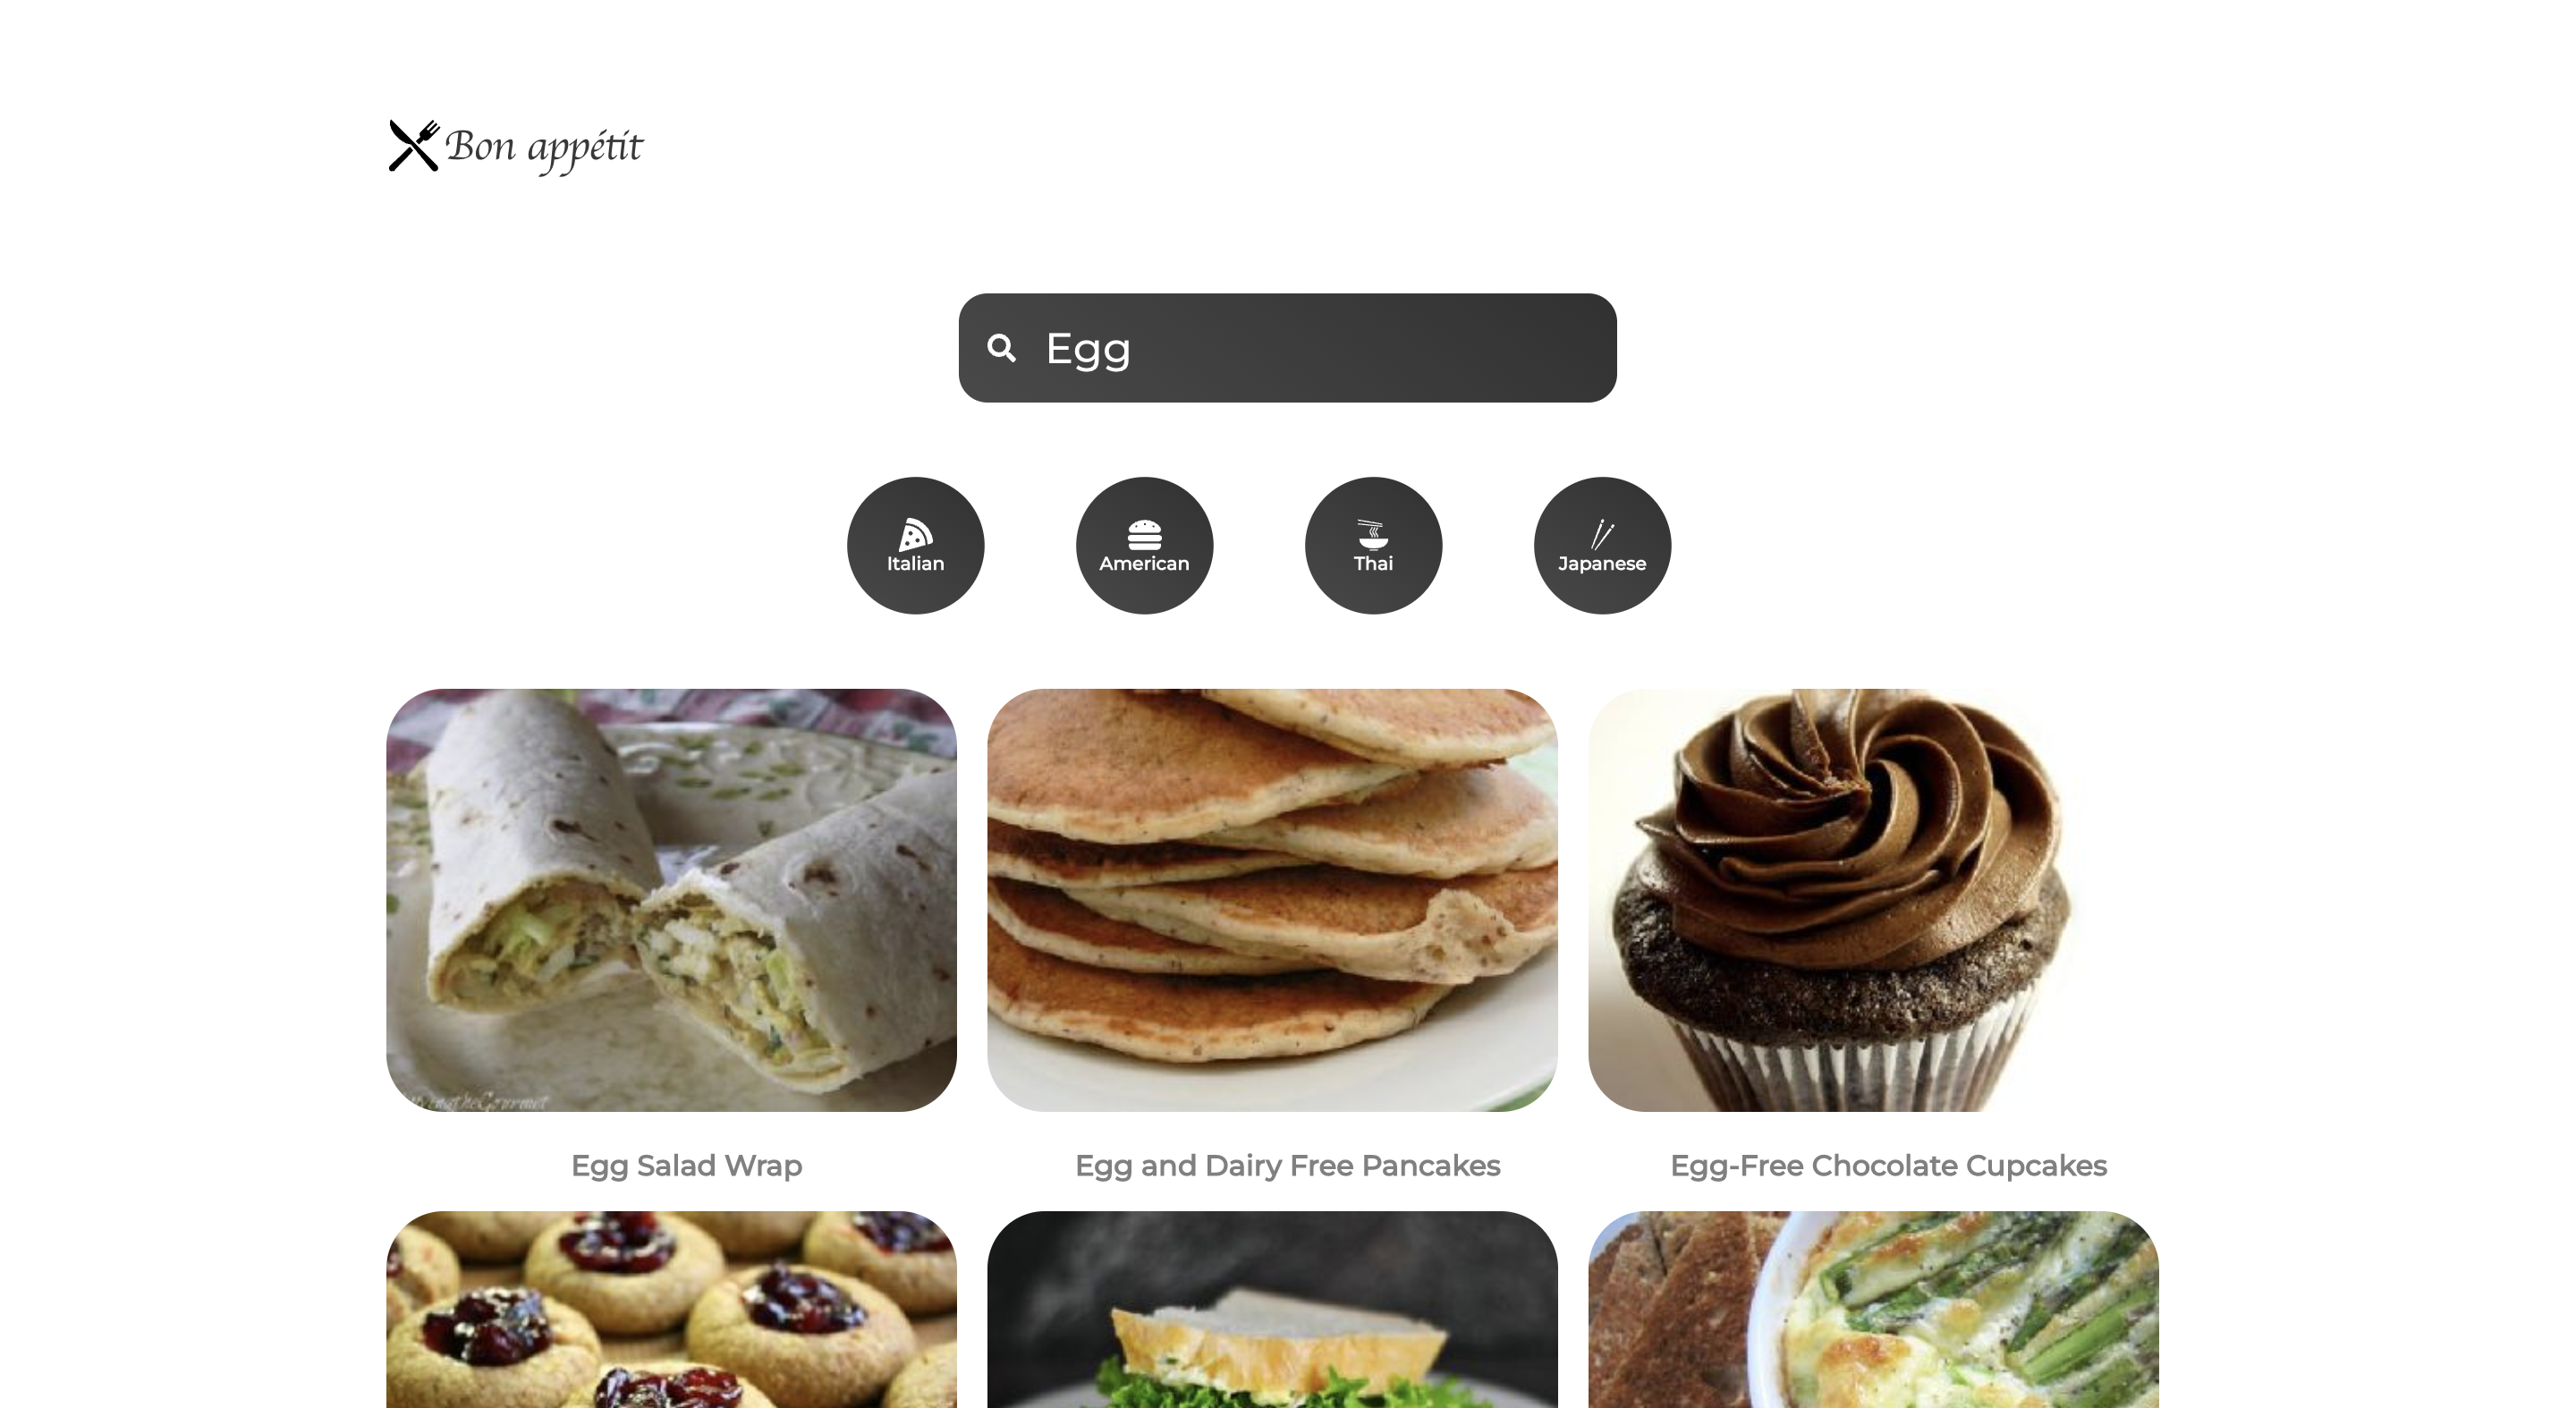 Bon appétit
Egg
Italian
American
Thai
Japanese
Egg Salad Wrap
Egg and Dairy Free Pancakes
Egg-Free Chocolate Cupcakes